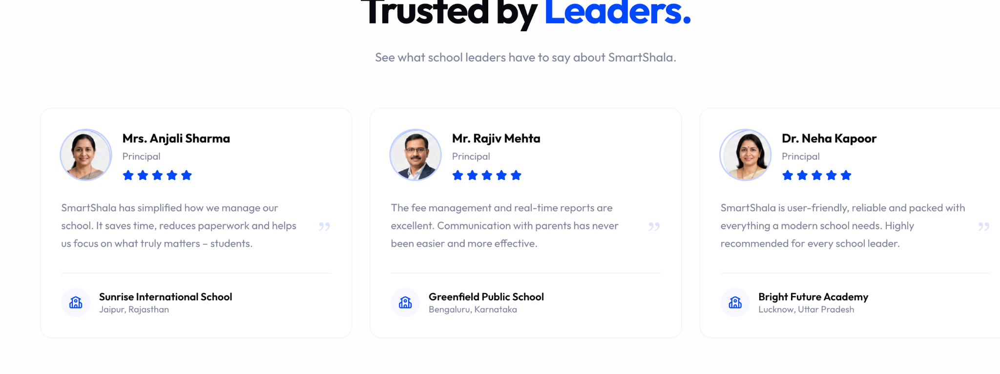 Trusted by Leaders.
See what school leaders have to say about SmartShala.
Mrs. Anjali Sharma
Principal
SmartShala has simplified how we manage our
school. It saves time, reduces paperwork and helps
us focus on what truly matters – students.
”
Sunrise International School
Jaipur, Rajasthan
Mr. Rajiv Mehta
Principal
The fee management and real-time reports are
excellent. Communication with parents has never
been easier and more effective.
”
Greenfield Public School
Bengaluru, Karnataka
Dr. Neha Kapoor
Principal
SmartShala is user-friendly, reliable and packed with
everything a modern school needs. Highly
recommended for every school leader.
”
Bright Future Academy
Lucknow, Uttar Pradesh